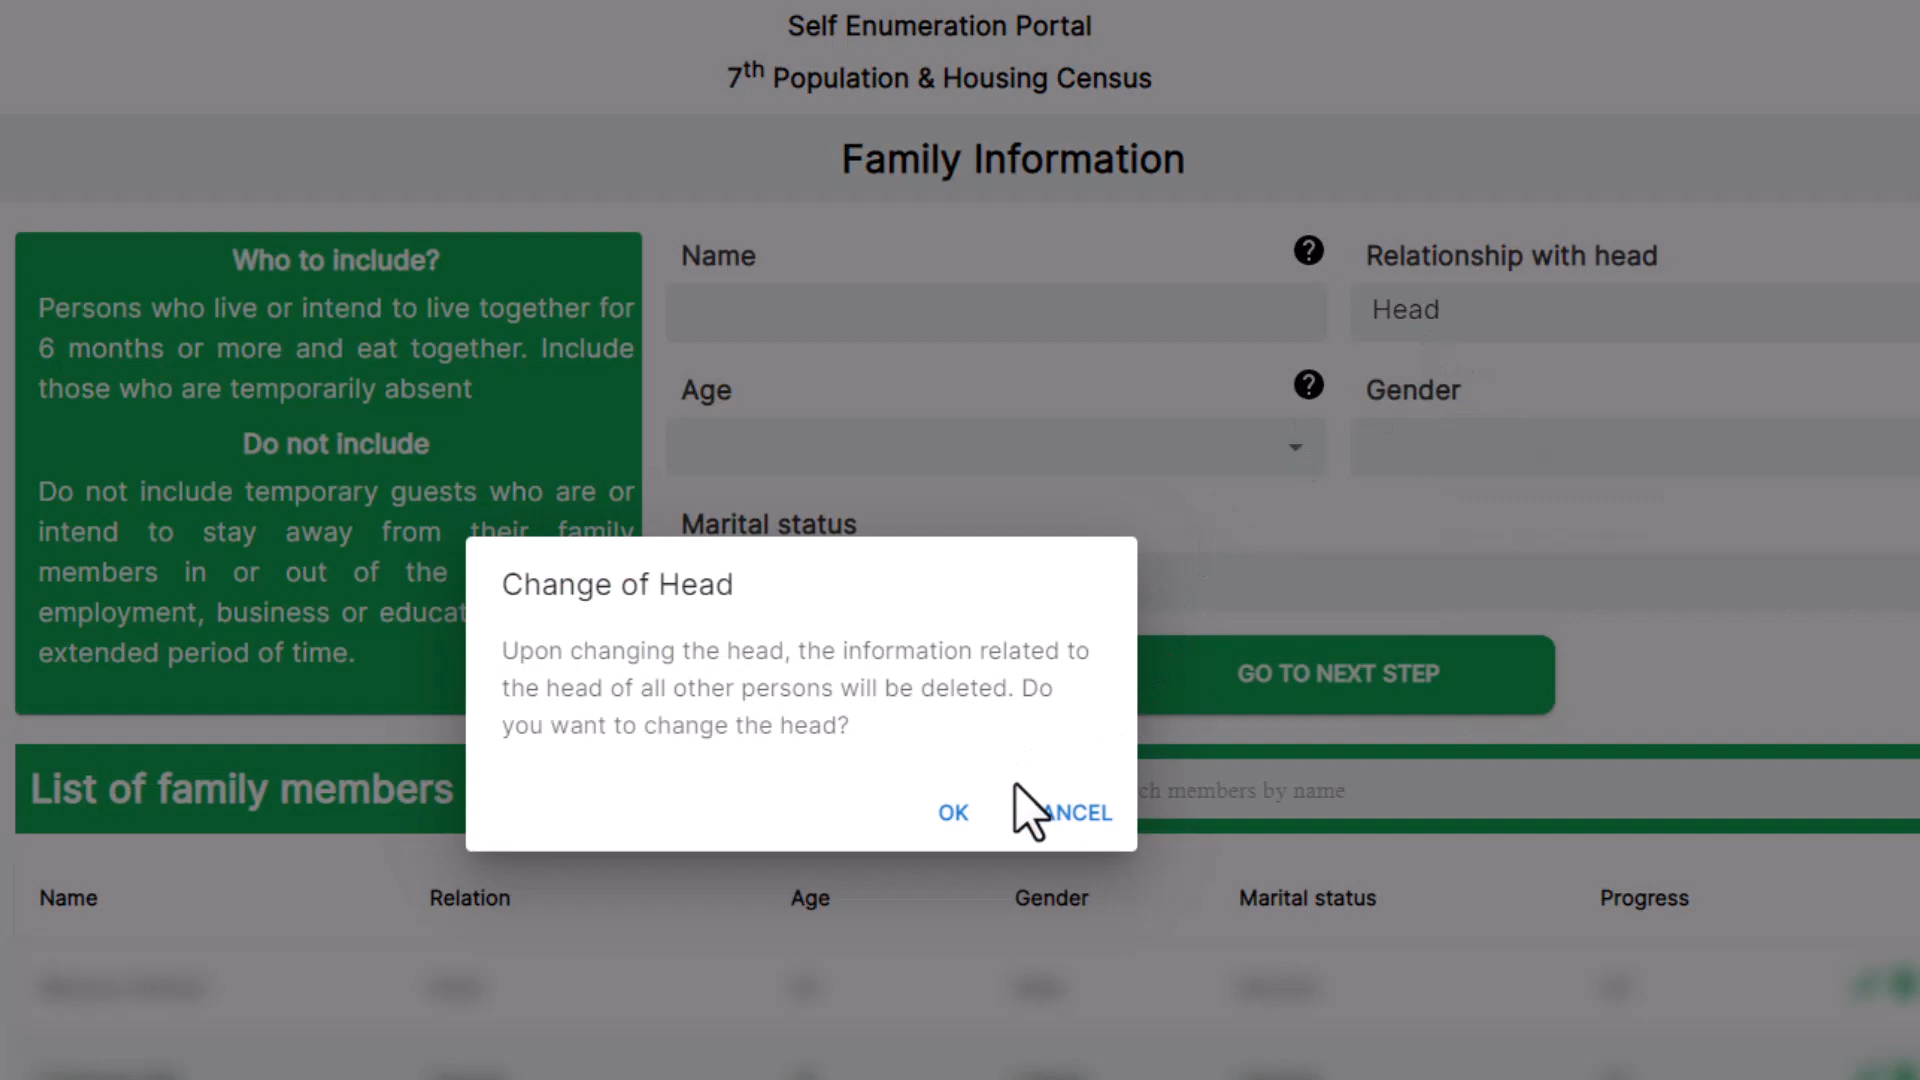 Self Enumeration Portal
7th Population & Housing Census
Family Information
Who to include?
Persons who live or intend to live together for
6 months or more and eat together. Include
those who are temporarily absent
Do not include
Do not include temporary guests who are or
intend to stay away from their family
members in or out of the
employment, business or educat
extended period of time.
Name
Relationship with head
Head
Age
Gender
Marital status
Change of Head
Upon changing the head, the information related to
the head of all other persons will be deleted. Do
you want to change the head?
OK
ANCEL
GO TO NEXT STEP
List of family members
ch members by name
Name Relation Age Gender Marital status Progress